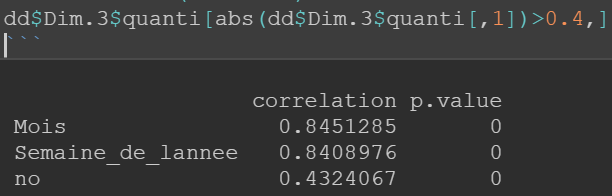 dd$Dim.3$quanti[abs(dd$Dim.3$quanti[,1])>0.4,]
```
correlation p.value
Mois 0.8451285 0
Semaine_de_lannee 0.8408976 0
no 0.4324067 0